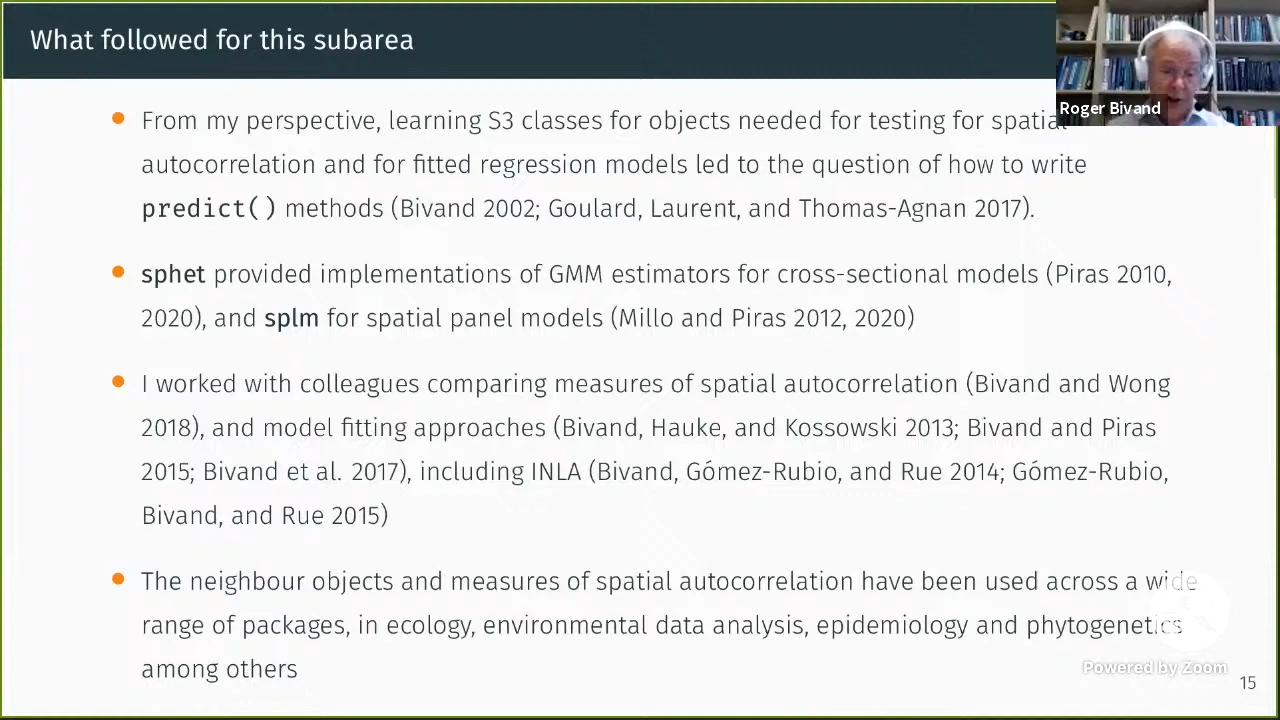 What followed for this subarea
Roger Bivand
From my perspective, learning S3 classes for objects needed for testing for spatial
autocorrelation and for fitted regression models led to the question of how to write
predict() methods (Bivand 2002; Goulard, Laurent, and Thomas-Agnan 2017).
sphet provided implementations of GMM estimators for cross-sectional models (Piras 2010,
2020), and splm for spatial panel models (Millo and Piras 2012, 2020)
I worked with colleagues comparing measures of spatial autocorrelation (Bivand and Wong
2018), and model fitting approaches (Bivand, Hauke, and Kossowski 2013; Bivand and Piras
2015; Bivand et al. 2017), including INLA (Bivand, Gómez-Rubio, and Rue 2014; Gómez-Rubio,
Bivand, and Rue 2015)
The neighbour objects and measures of spatial autocorrelation have been used across a wide
range of packages, in ecology, environmental data analysis, epidemiology and phytogenetics
among others
Powered by Zoom
15